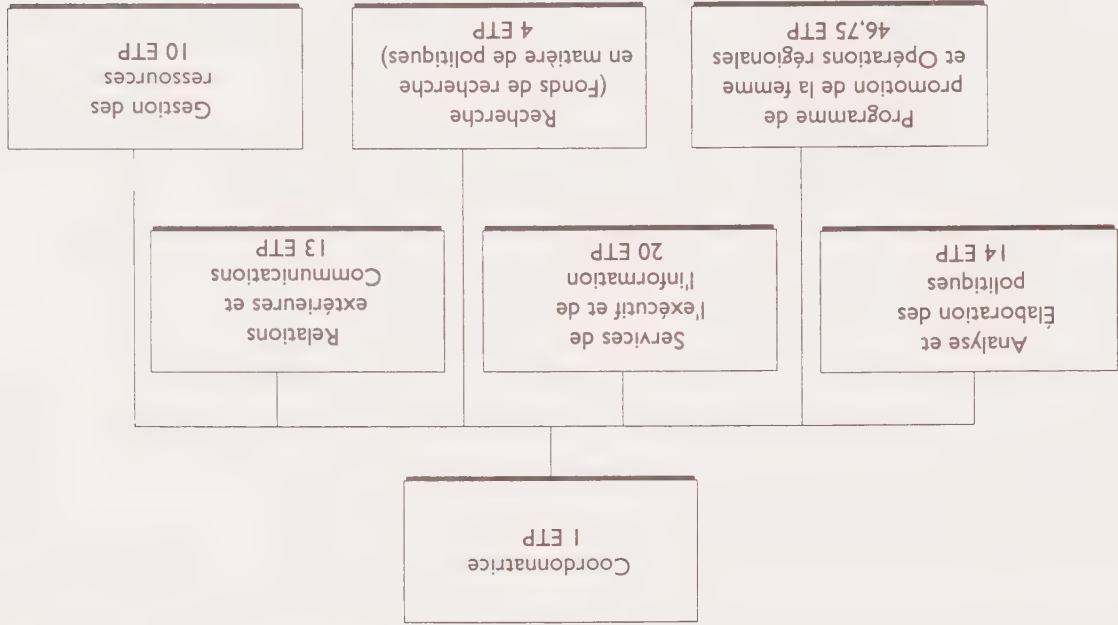 Coordonnatrice
1 ETP
Analyse et
Élaboration des
politiques
14 ETP
Services de
l'exécutif et de
l'information
20 ETP
Relations
extérieures et
Communications
13 ETP
Programme de
promotion de la femme
et Opérations régionales
46,75 ETP
Recherche
(Fonds de recherche
en matière de politiques)
4 ETP
Gestion des
ressources
10 ETP